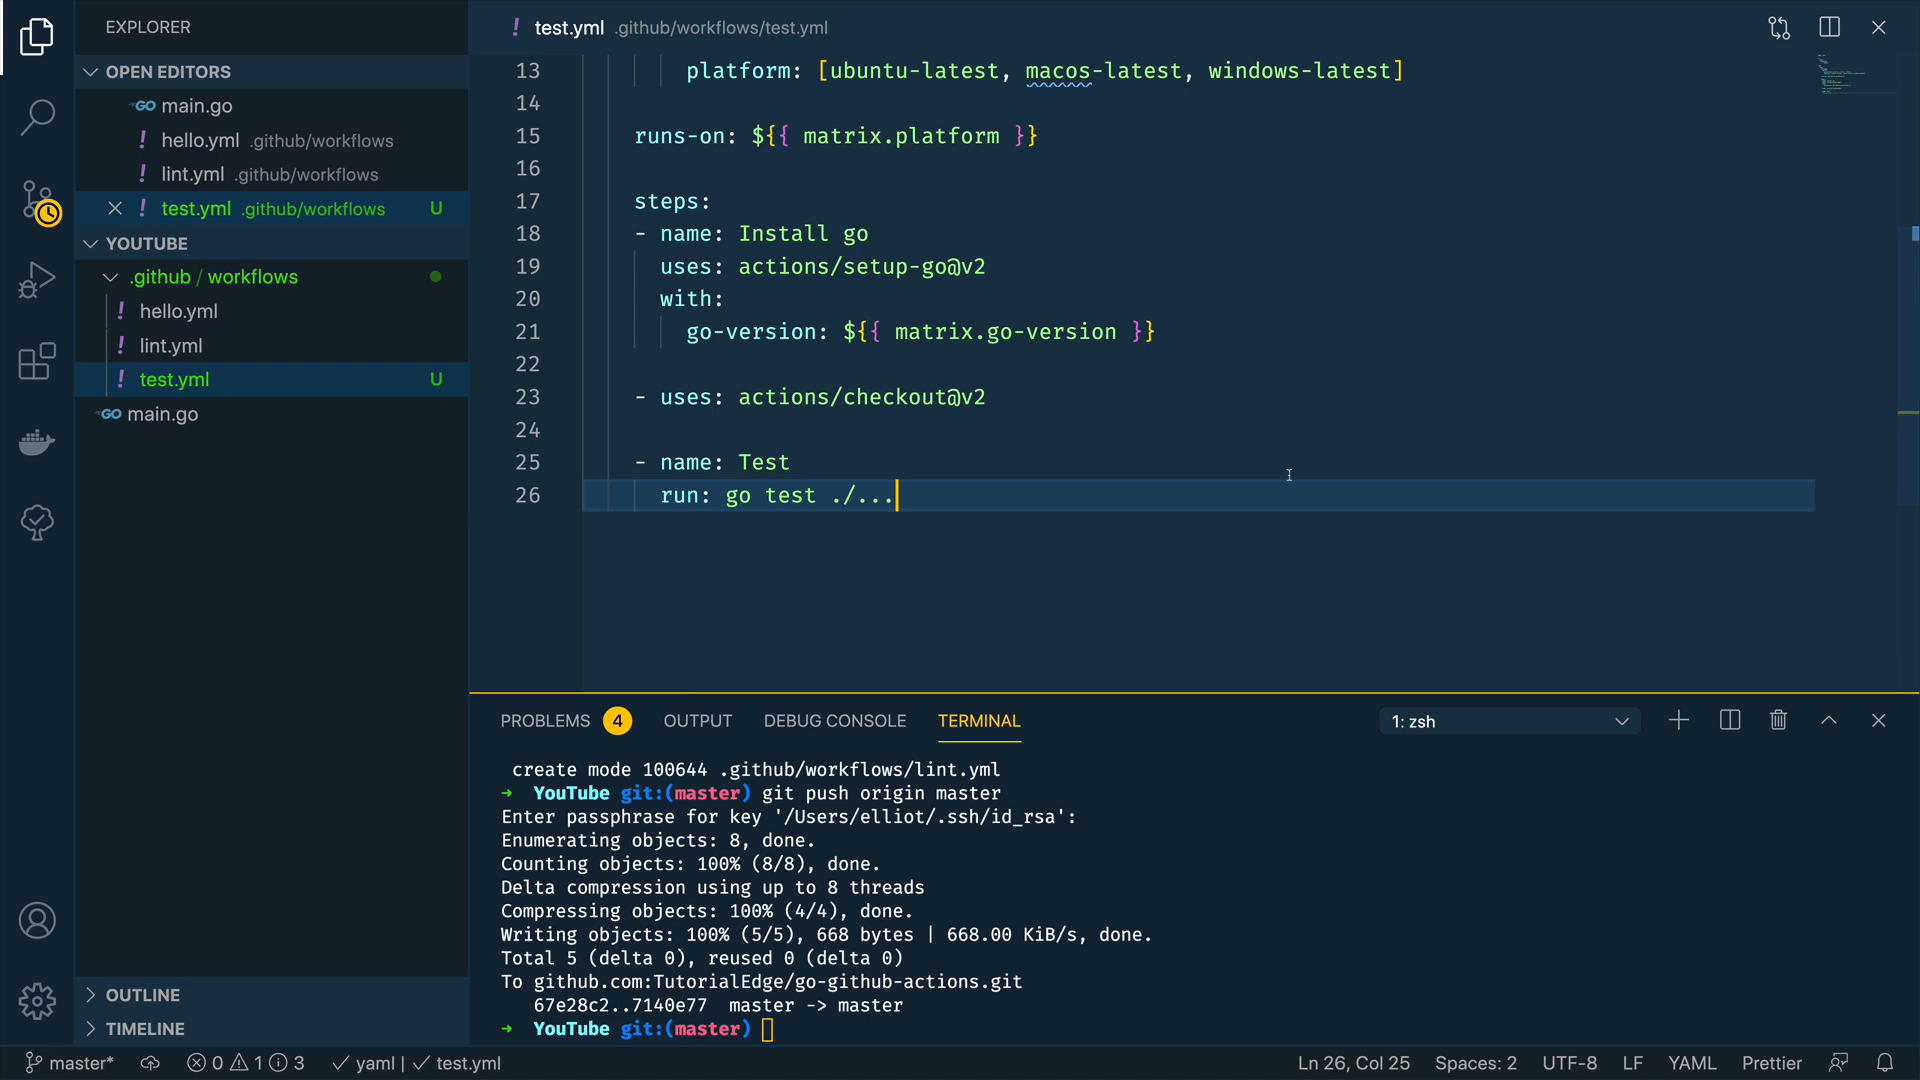 EXPLORER
OPEN EDITORS
GO main.go
! hello.yml .github/workflows
! lint.yml .github/workflows
! test.yml .github/workflows U
YOUTUBE
.github / workflows
! hello.yml
! lint.yml
! test.yml U
GO main.go
OUTLINE
TIMELINE
! test.yml .github/workflows/test.yml
13 platform: [ubuntu-latest, macos-latest, windows-latest]
14
15 runs-on: ${{ matrix.platform }}
16
17 steps:
18 - name: Install go
19 uses: actions/setup-go@v2
20 with:
21 go-version: ${{ matrix.go-version }}
22
23 - uses: actions/checkout@v2
24
25 - name: Test
26 run: go test ./...
PROBLEMS 4 OUTPUT DEBUG CONSOLE TERMINAL 1: zsh
create mode 100644 .github/workflows/lint.yml
→ YouTube git:(master) git push origin master
Enter passphrase for key '/Users/elliot/.ssh/id_rsa':
Enumerating objects: 8, done.
Counting objects: 100% (8/8), done.
Delta compression using up to 8 threads
Compressing objects: 100% (4/4), done.
Writing objects: 100% (5/5), 668 bytes | 668.00 KiB/s, done.
Total 5 (delta 0), reused 0 (delta 0)
To github.com:TutorialEdge/go-github-actions.git
67e28c2..7140e77 master -> master
→ YouTube git:(master)
master* 0 1 3 yaml | test.yml Ln 26, Col 25 Spaces: 2 UTF-8 LF YAML Prettier